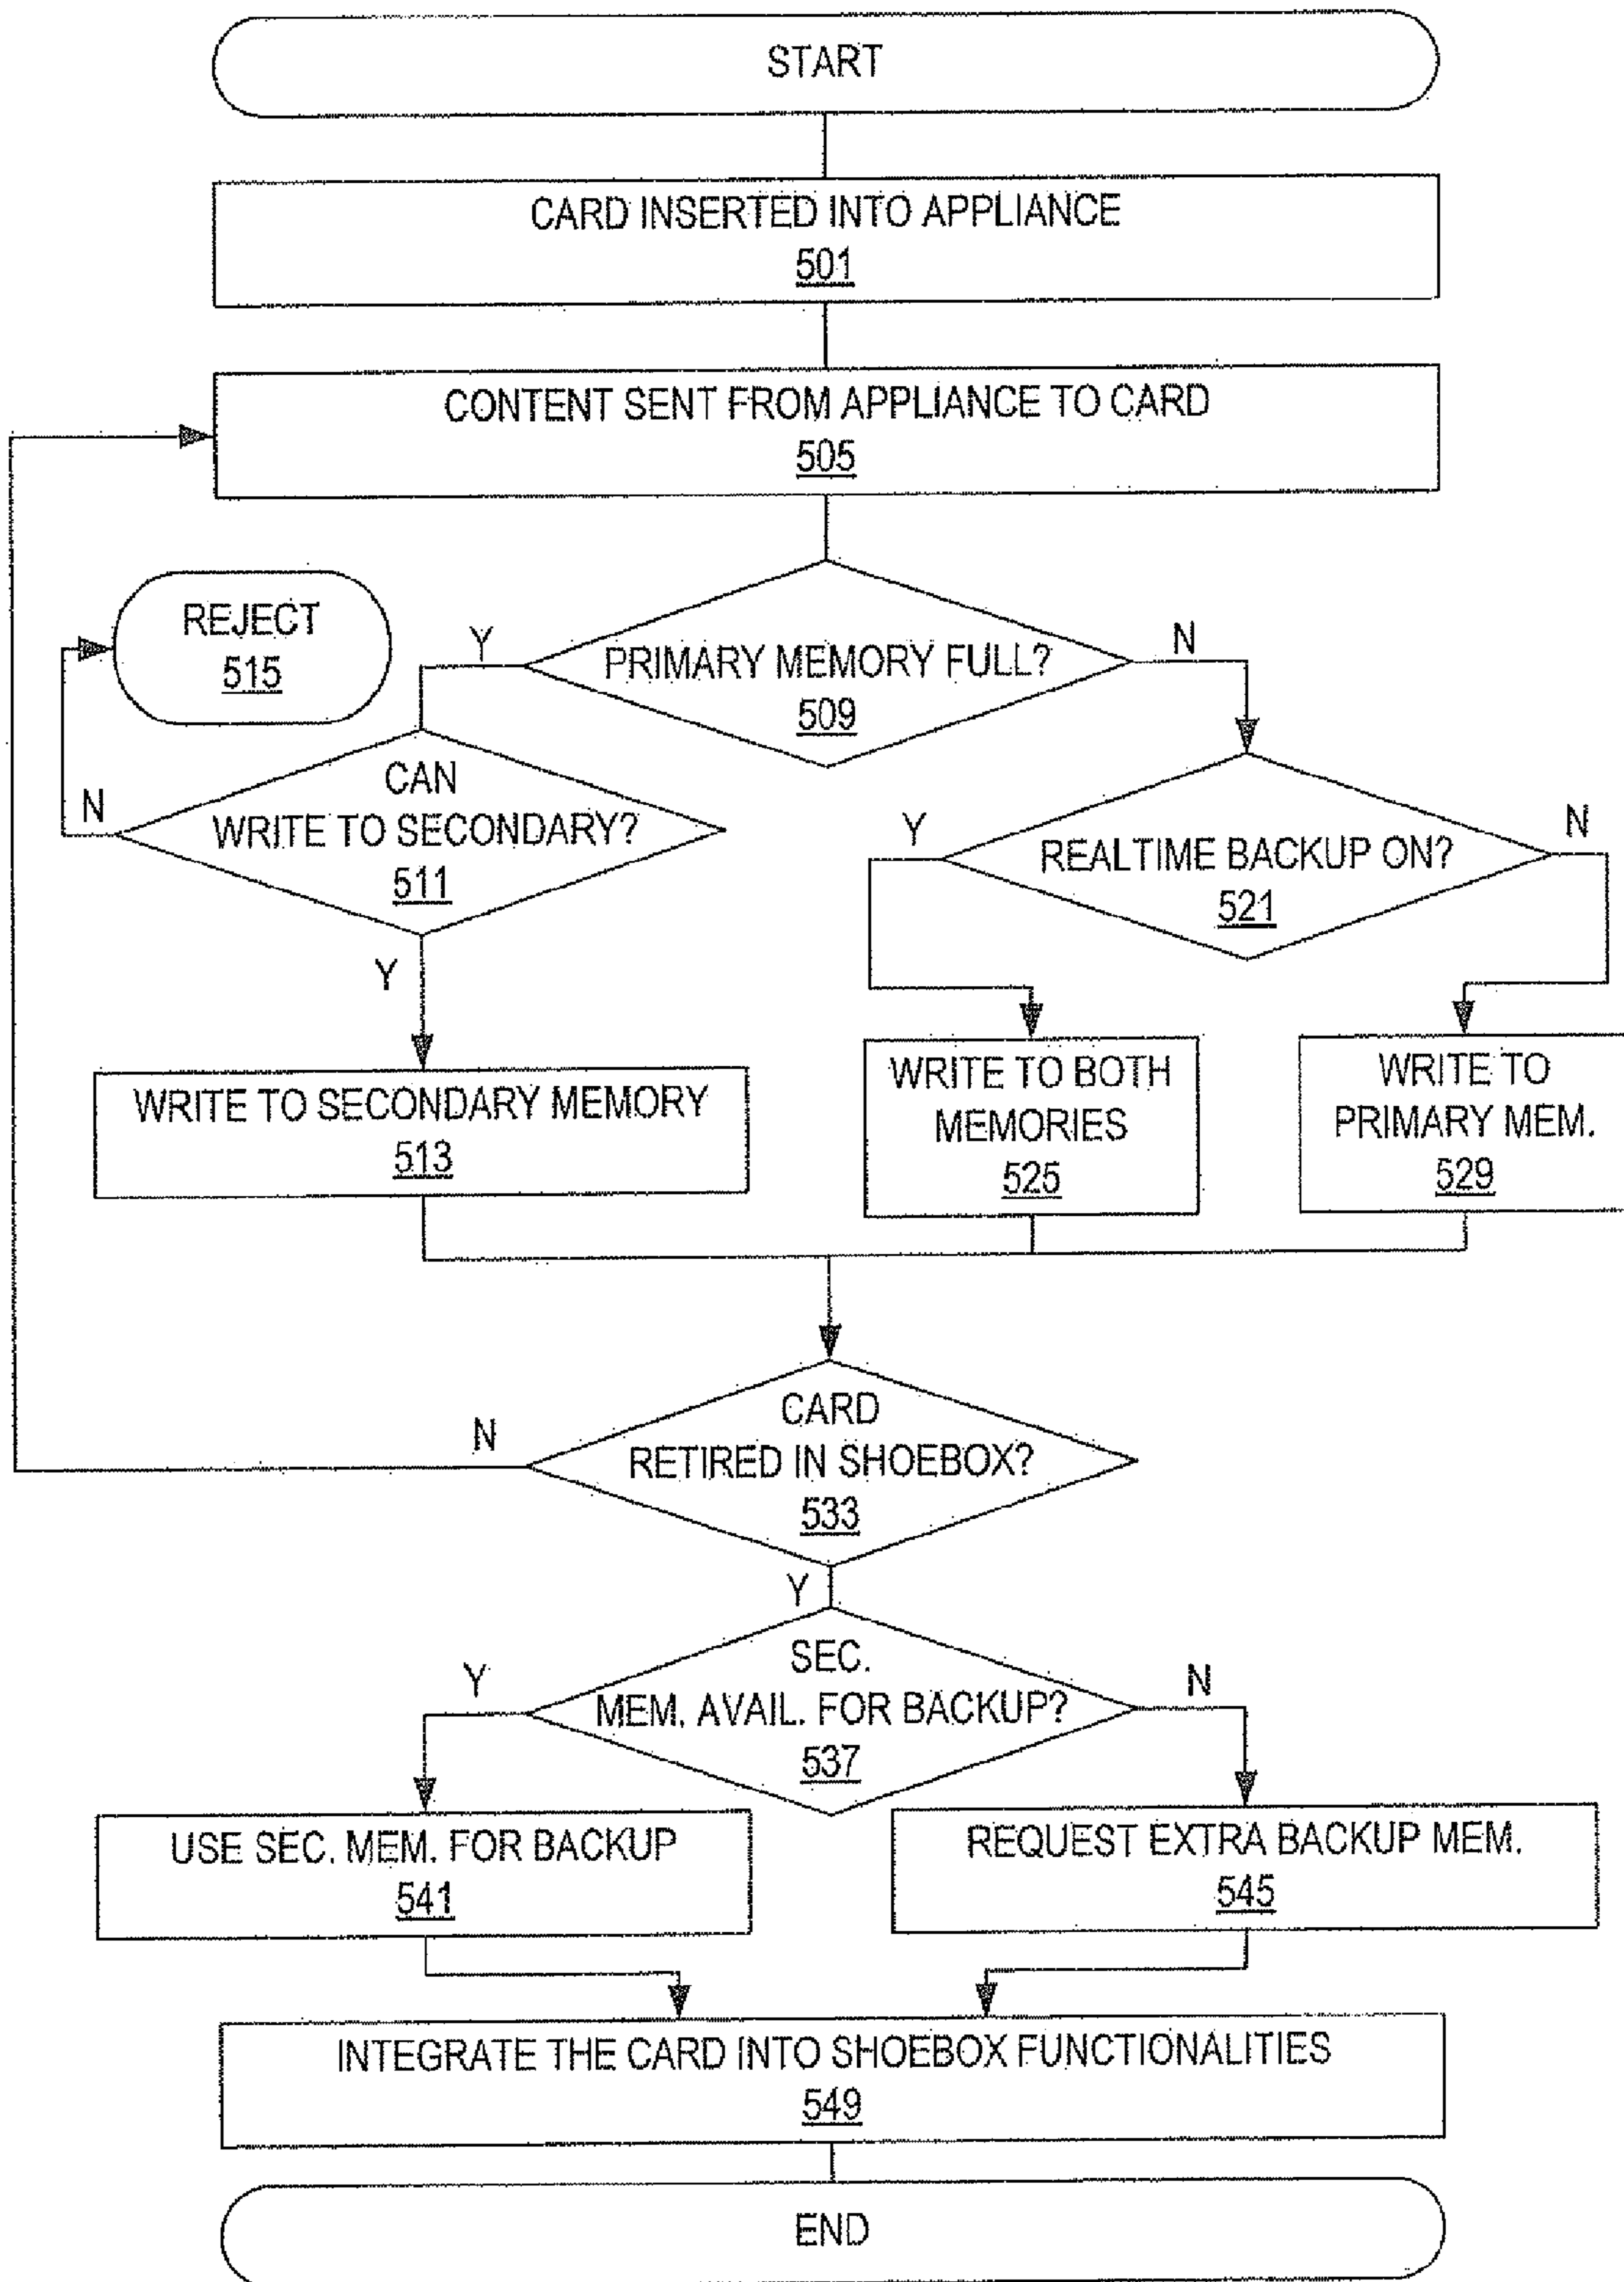 START
CARD INSERTED INTO APPLIANCE
501
CONTENT SENT FROM APPLIANCE TO CARD
505
REJECT
515
Y
PRIMARY MEMORY FULL?
509
N
N
CAN
WRITE TO SECONDARY?
511
Y
Y
REALTIME BACKUP ON?
521
N
WRITE TO SECONDARY MEMORY
513
WRITE TO BOTH
MEMORIES
525
WRITE TO
PRIMARY MEM.
529
N
CARD
RETIRED IN SHOEBOX?
533
Y
Y
SEC.
MEM. AVAIL. FOR BACKUP?
537
N
USE SEC. MEM. FOR BACKUP
541
REQUEST EXTRA BACKUP MEM.
545
INTEGRATE THE CARD INTO SHOEBOX FUNCTIONALITIES
549
END